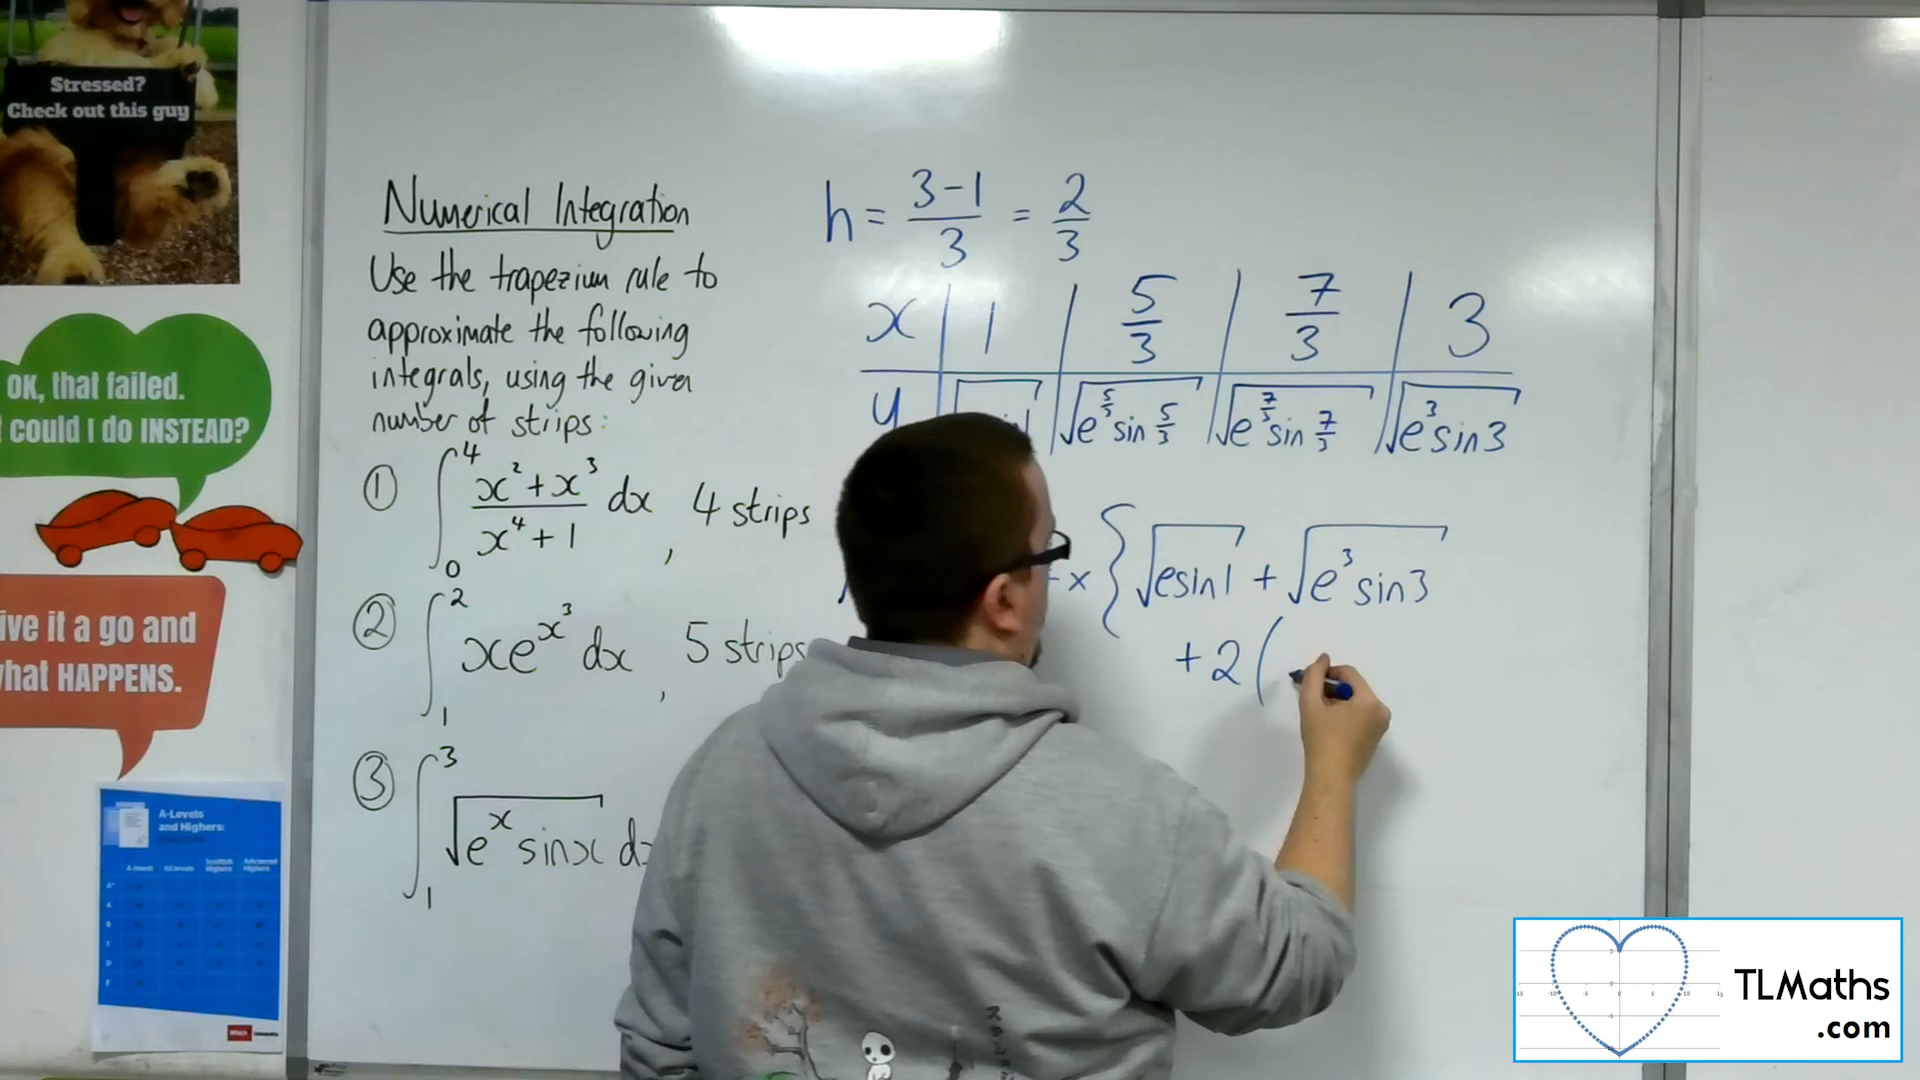 Stressed?
Check out this guy
OK, that failed.
could I do INSTEAD?
ive it a go and
what HAPPENS.
A-Levels
and Highers:
Numerical Integration
Use the trapezium rule to
approximate the following
integrals, using the given
number of strips:
① ∫₀⁴ (x² + x³)/(x⁴ + 1) dx, 4 strips
② ∫₁² xe^(x³) dx, 5 strips
③ ∫₁³ √(e^x sinx)
h = (3-1)/3 = 2/3
x | 1 | 5/3 | 7/3 | 3
y | √(e^(5/3) sin 5/3) | √(e^(7/3) sin 7/3) | √(e³ sin3)
× { √(e sin1) + √(e³ sin3)
+ 2 (
TLMaths
.com